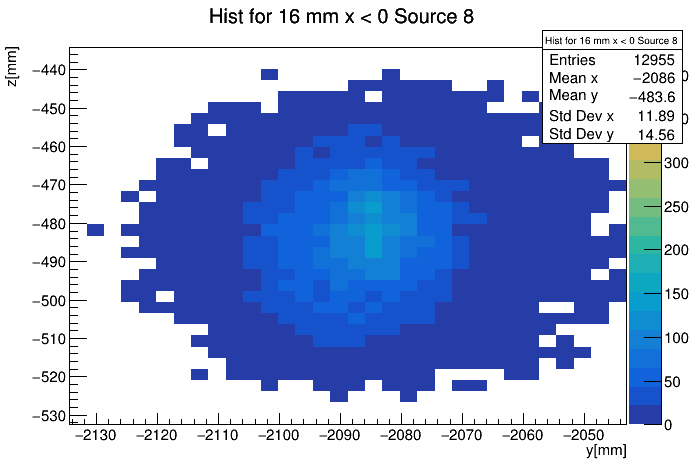 Hist for 16 mm x < 0 Source 8
Hist for 16 mm x < 0 Source 8
Entries 12955
Mean x −2086
Mean y −483.6
Std Dev x 11.89
Std Dev y 14.56
z[mm]
−440
−450
−460
−470
−480
−490
−500
−510
−520
−530
−2130 −2120 −2110 −2100 −2090 −2080 −2070 −2060 −2050
y[mm]
300
250
200
150
100
50
0